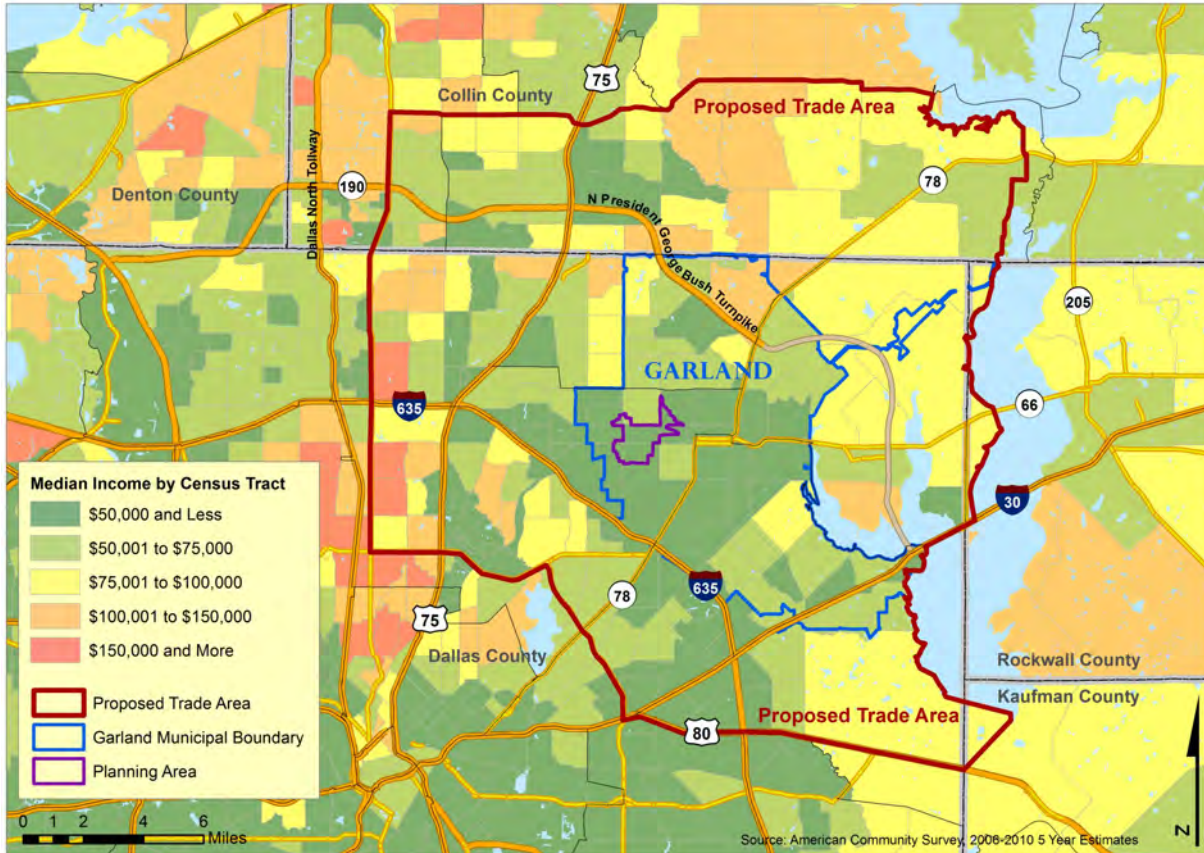 75
Collin County
Proposed Trade Area
Dallas North Tollway
Denton County
190
78
N President George Bush Turnpike
205
GARLAND
635
66
30
Median Income by Census Tract
$50,000 and Less
$50,001 to $75,000
$75,001 to $100,000
$100,001 to $150,000
$150,000 and More
Proposed Trade Area
Garland Municipal Boundary
Planning Area
635
78
75
Dallas County
Rockwall County
Kaufman County
Proposed Trade Area
80
0 1 2 4 6
Miles
Source: American Community Survey, 2006-2010 5 Year Estimates
N